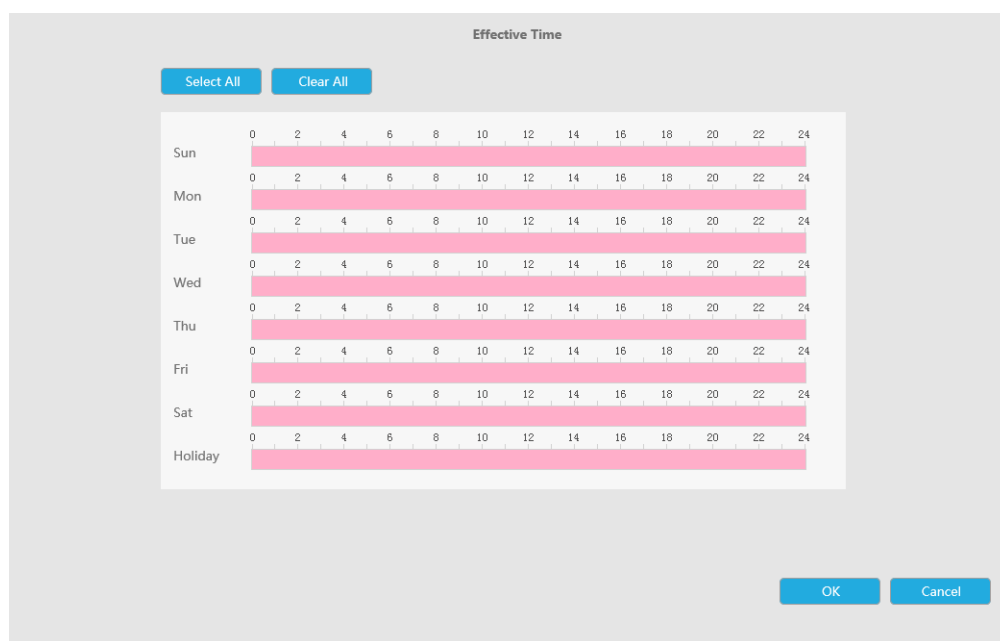 Effective Time
Select All Clear All
0 2 4 6 8 10 12 14 16 18 20 22 24
Sun
0 2 4 6 8 10 12 14 16 18 20 22 24
Mon
0 2 4 6 8 10 12 14 16 18 20 22 24
Tue
0 2 4 6 8 10 12 14 16 18 20 22 24
Wed
0 2 4 6 8 10 12 14 16 18 20 22 24
Thu
0 2 4 6 8 10 12 14 16 18 20 22 24
Fri
0 2 4 6 8 10 12 14 16 18 20 22 24
Sat
0 2 4 6 8 10 12 14 16 18 20 22 24
Holiday
OK Cancel